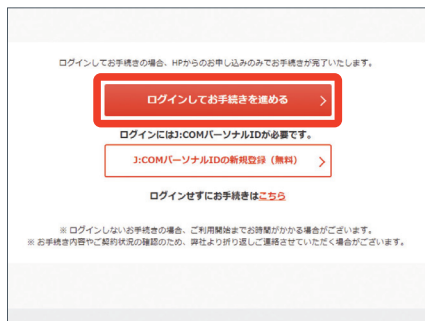 ログインしてお手続きの場合、HPからのお申し込みのみでお手続きが完了いたします。
ログインしてお手続きを進める
ログインにはJ:COMパーソナルIDが必要です。
J:COMパーソナルIDの新規登録（無料）
ログインせずにお手続きはこちら
※ ログインしないお手続きの場合、ご利用開始までお時間がかかる場合がございます。
※ お手続き内容やご契約状況の確認のため、弊社より折り返しご連絡させていただく場合がございます。